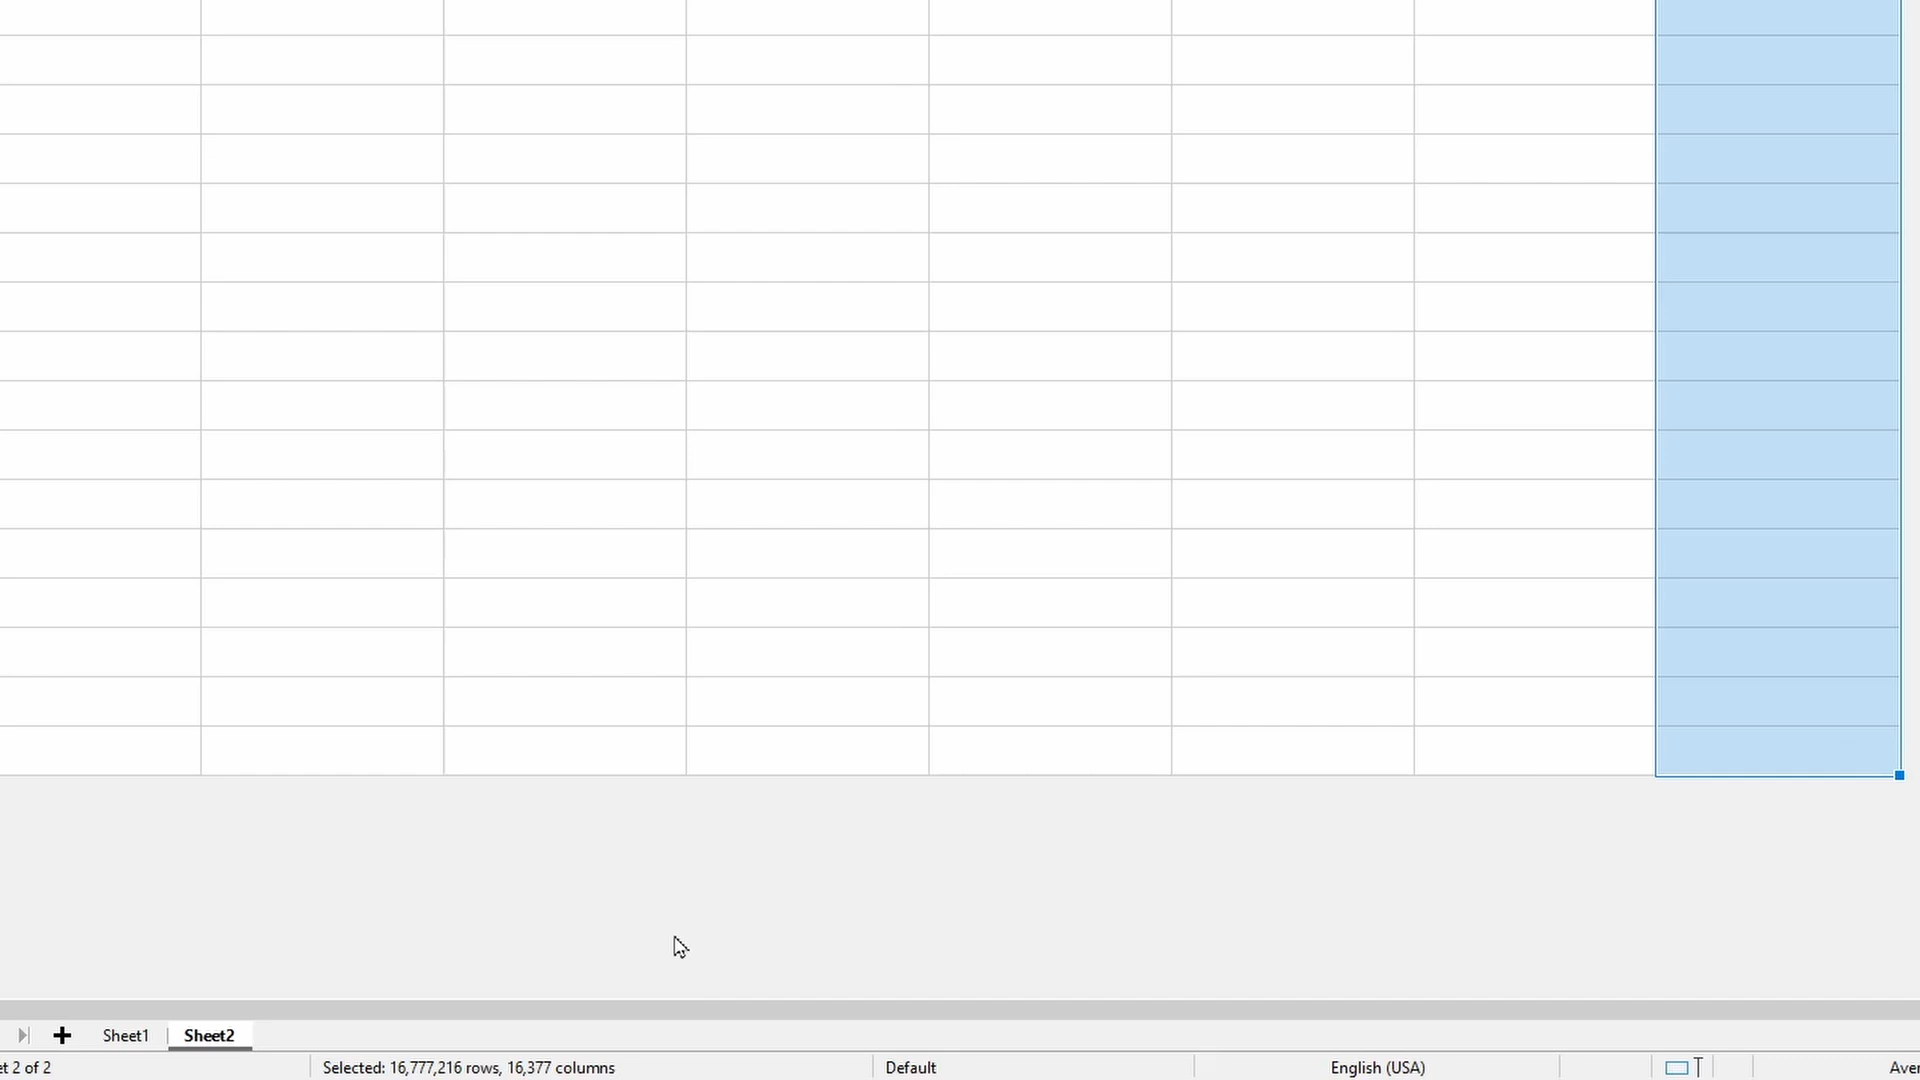 Sheet1
Sheet2
et 2 of 2
Selected: 16,777,216 rows, 16,377 columns
Default
English (USA)
Aver